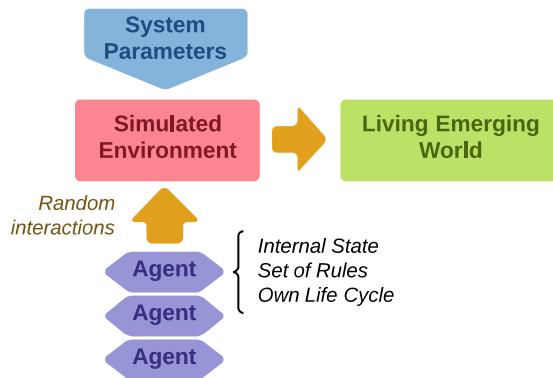 System
Parameters
Simulated
Environment
Living Emerging
World
Random
interactions
Agent
Internal State
Set of Rules
Own Life Cycle
Agent
Agent